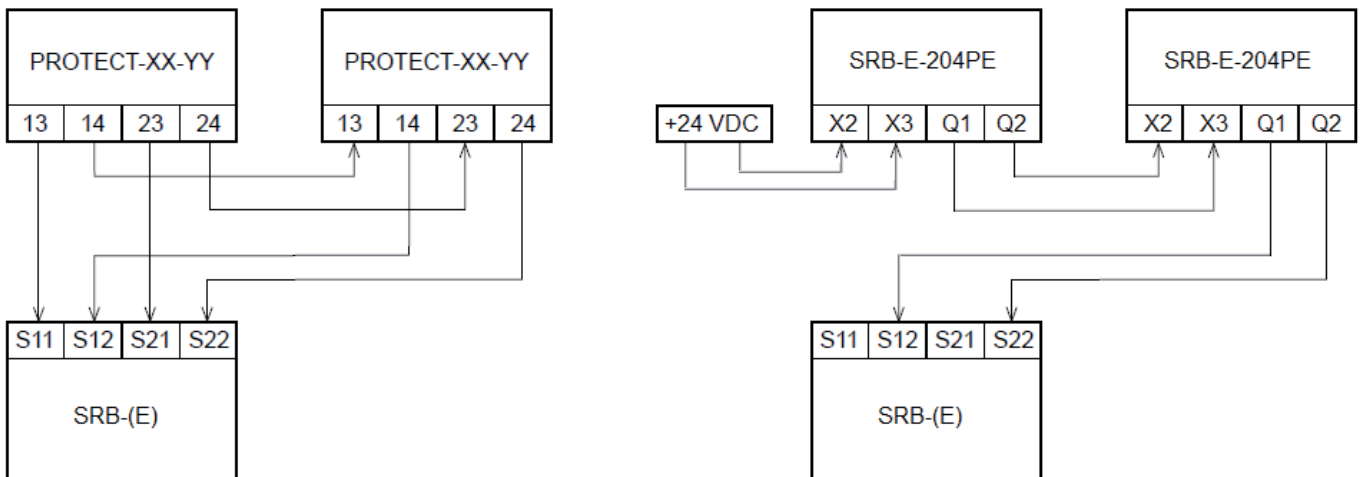 PROTECT-XX-YY
13 14 23 24
PROTECT-XX-YY
13 14 23 24
S11 S12 S21 S22
SRB-(E)
+24 VDC
SRB-E-204PE
X2 X3 Q1 Q2
SRB-E-204PE
X2 X3 Q1 Q2
S11 S12 S21 S22
SRB-(E)